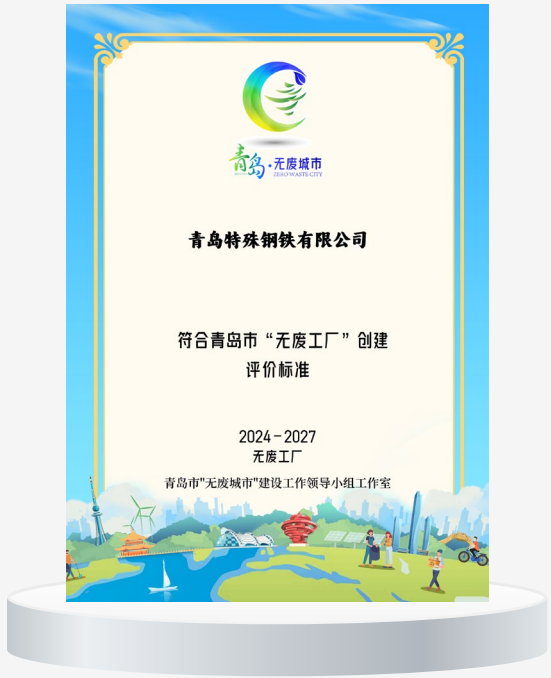 青岛·无废城市
ZERO WASTE CITY
青岛特殊钢铁有限公司
符合青岛市“无废工厂”创建
评价标准
2024-2027
无废工厂
青岛市"无废城市"建设工作领导小组工作室